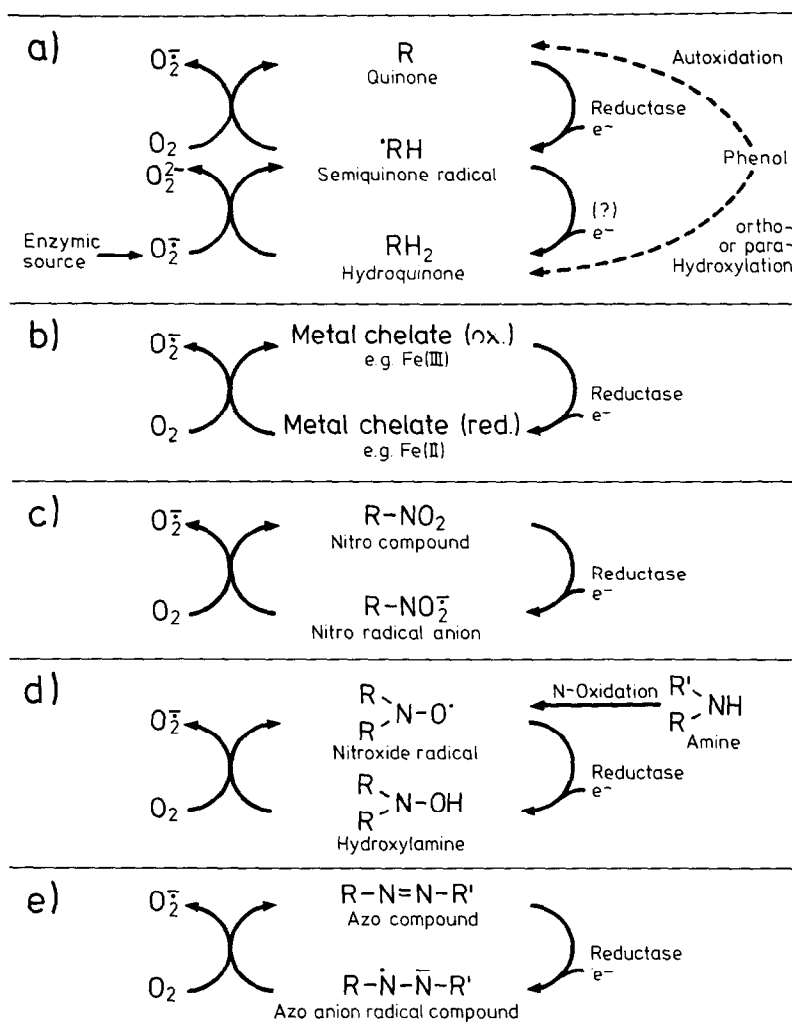 a)
O₂•⁻
R
Quinone
Autoxidation
Reductase
e⁻
O₂
•RH
Phenol
O₂²⁻
Semiquinone radical
(?)
e⁻
ortho-
or para-
Hydroxylation
Enzymic
source
O₂•⁻
RH₂
Hydroquinone
b)
O₂•⁻
Metal chelate (ox.)
e.g. Fe(III)
Reductase
e⁻
O₂
Metal chelate (red.)
e.g. Fe(II)
c)
O₂•⁻
R-NO₂
Nitro compound
Reductase
e⁻
O₂
R-NO₂•⁻
Nitro radical anion
d)
O₂•⁻
R
N-O•
R
Nitroxide radical
N-Oxidation
R'
NH
R
Amine
Reductase
e⁻
O₂
R
N-OH
R
Hydroxylamine
e)
O₂•⁻
R-N=N-R'
Azo compound
Reductase
e⁻
O₂
R-Ṅ-N̄-R'
Azo anion radical compound